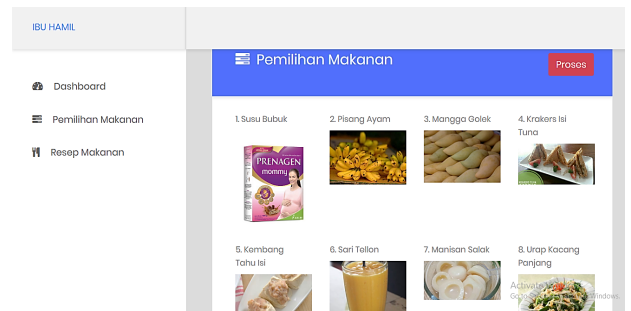 IBU HAMIL
Dashboard
Pemilihan Makanan
Resep Makanan
Pemilihan Makanan
Proses
1. Susu Bubuk
2. Pisang Ayam
3. Mangga Golek
4. Krakers Isi
Tuna
PRENAGEN
mommy
5. Kembang
Tahu Isi
6. Sari Tellon
7. Manisan Salak
8. Urap Kacang
Panjang